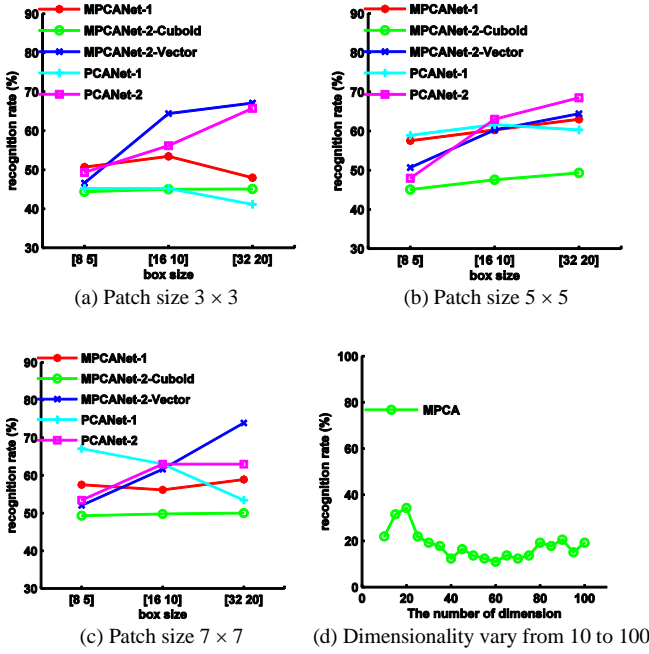 MPCANet-1
MPCANet-2-Cuboid
MPCANet-2-Vector
PCANet-1
PCANet-2
recognition rate (%)
90
80
70
60
50
40
30
[8 5] [16 10] [32 20]
box size
(a) Patch size 3 × 3
MPCANet-1
MPCANet-2-Cuboid
MPCANet-2-Vector
PCANet-1
PCANet-2
recognition rate (%)
90
80
70
60
50
40
30
[8 5] [16 10] [32 20]
box size
(b) Patch size 5 × 5
MPCANet-1
MPCANet-2-Cuboid
MPCANet-2-Vector
PCANet-1
PCANet-2
recognition rate (%)
90
80
70
60
50
40
30
[8 5] [16 10] [32 20]
box size
(c) Patch size 7 × 7
MPCA
recognition rate (%)
100
80
60
40
20
0
0 20 40 60 80 100
The number of dimension
(d) Dimensionality vary from 10 to 100